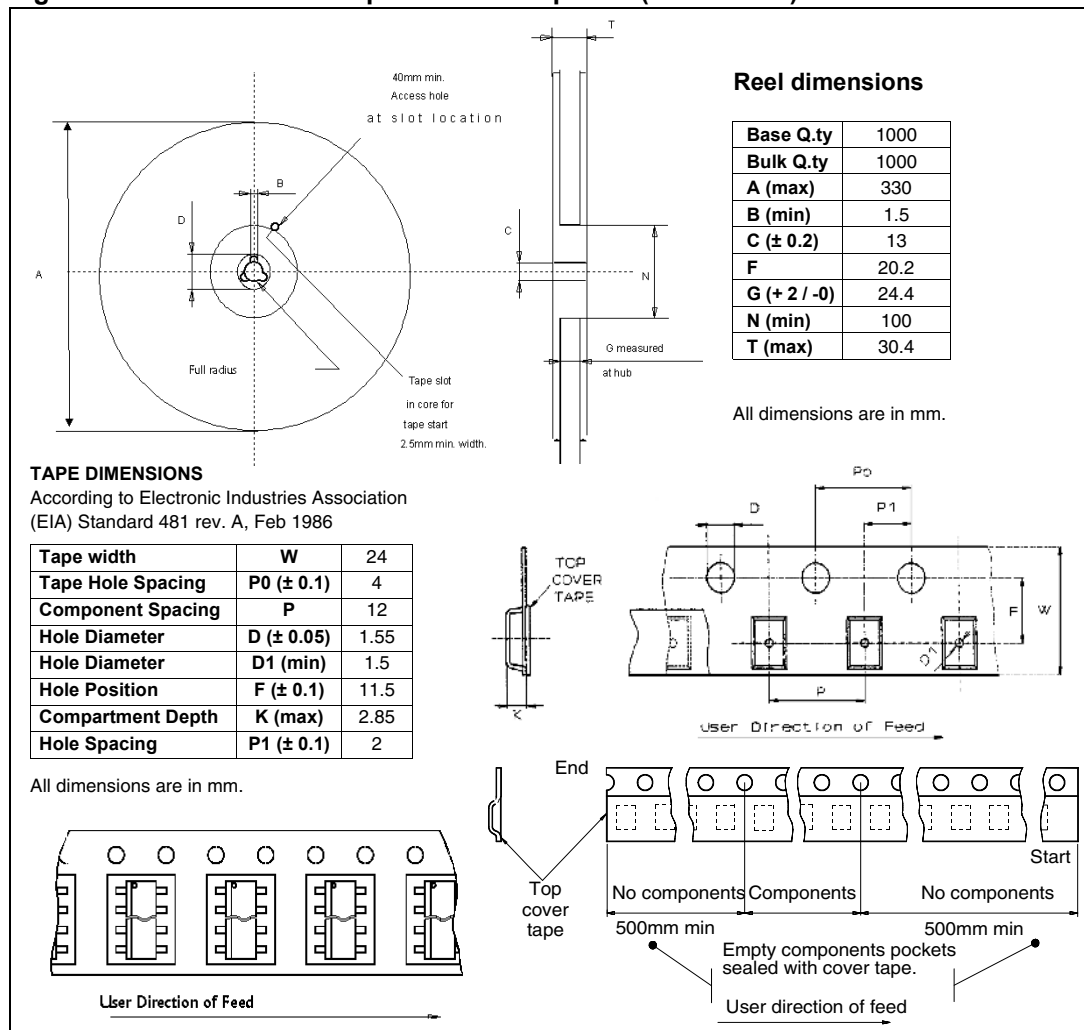 T
40mm min.
Access hole
at slot location
B
D
A
C
N
Full radius
Tape slot
in core for
tape start
2.5mm min. width.
G measured
at hub
Reel dimensions
Base Q.ty 1000
Bulk Q.ty 1000
A (max) 330
B (min) 1.5
C (± 0.2) 13
F 20.2
G (+ 2 / -0) 24.4
N (min) 100
T (max) 30.4
All dimensions are in mm.
TAPE DIMENSIONS
According to Electronic Industries Association
(EIA) Standard 481 rev. A, Feb 1986
Tape width W 24
Tape Hole Spacing P0 (± 0.1) 4
Component Spacing P 12
Hole Diameter D (± 0.05) 1.55
Hole Diameter D1 (min) 1.5
Hole Position F (± 0.1) 11.5
Compartment Depth K (max) 2.85
Hole Spacing P1 (± 0.1) 2
All dimensions are in mm.
TOP
COVER
TAPE
K
Po
D
P1
F
W
D1
P
User Direction of Feed
End
Start
Top
cover
tape
No components
Components
No components
500mm min
500mm min
Empty components pockets
sealed with cover tape.
User direction of feed
User Direction of Feed